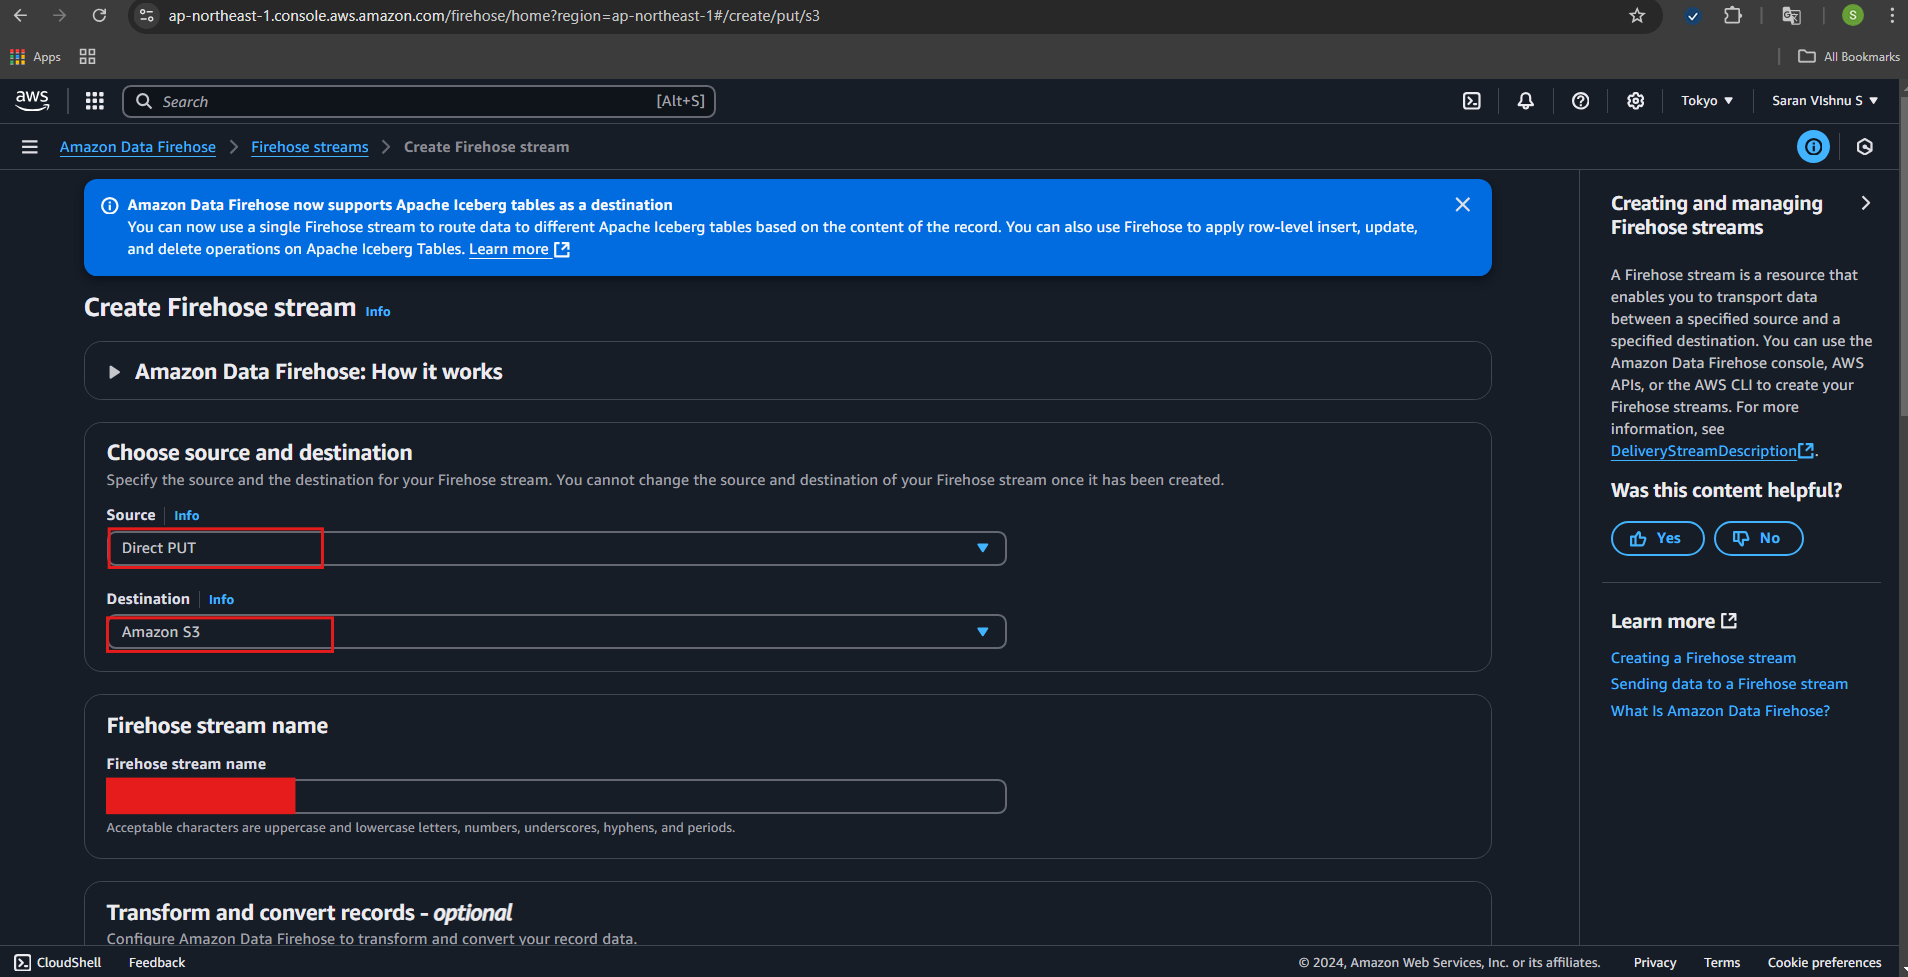 ap-northeast-1.console.aws.amazon.com/firehose/home?region=ap-northeast-1#/create/put/s3
S
Apps
All Bookmarks
aws
Search
[Alt+S]
Tokyo
Saran VIshnu S
Amazon Data Firehose
Firehose streams
Create Firehose stream
Amazon Data Firehose now supports Apache Iceberg tables as a destination
You can now use a single Firehose stream to route data to different Apache Iceberg tables based on the content of the record. You can also use Firehose to apply row-level insert, update,
and delete operations on Apache Iceberg Tables. Learn more
Create Firehose stream Info
Amazon Data Firehose: How it works
Choose source and destination
Specify the source and the destination for your Firehose stream. You cannot change the source and destination of your Firehose stream once it has been created.
Source Info
Direct PUT
Destination Info
Amazon S3
Firehose stream name
Firehose stream name
Acceptable characters are uppercase and lowercase letters, numbers, underscores, hyphens, and periods.
Transform and convert records - optional
Configure Amazon Data Firehose to transform and convert your record data.
Creating and managing
Firehose streams
A Firehose stream is a resource that
enables you to transport data
between a specified source and a
specified destination. You can use the
Amazon Data Firehose console, AWS
APIs, or the AWS CLI to create your
Firehose streams. For more
information, see
DeliveryStreamDescription.
Was this content helpful?
Yes
No
Learn more
Creating a Firehose stream
Sending data to a Firehose stream
What Is Amazon Data Firehose?
CloudShell
Feedback
© 2024, Amazon Web Services, Inc. or its affiliates.
Privacy
Terms
Cookie preferences